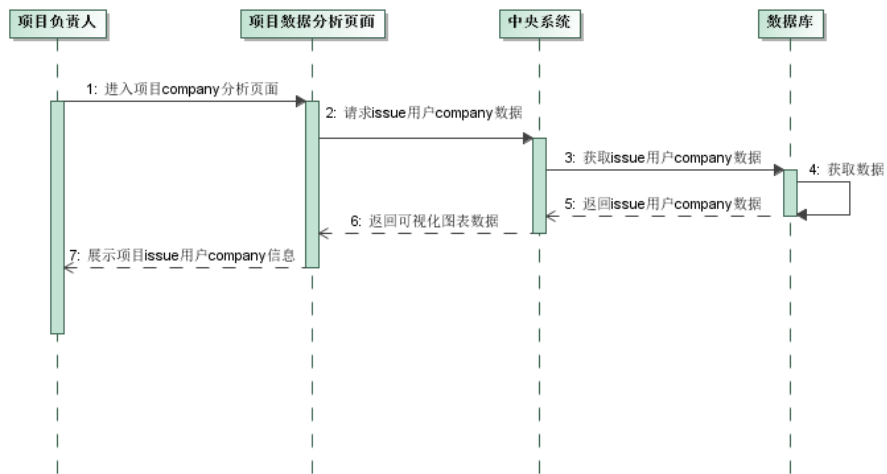 项目负责人
项目数据分析页面
中央系统
数据库
1: 进入项目company分析页面
2: 请求issue用户company数据
3: 获取issue用户company数据
4: 获取数据
5: 返回issue用户company数据
6: 返回可视化图表数据
7: 展示项目issue用户company信息